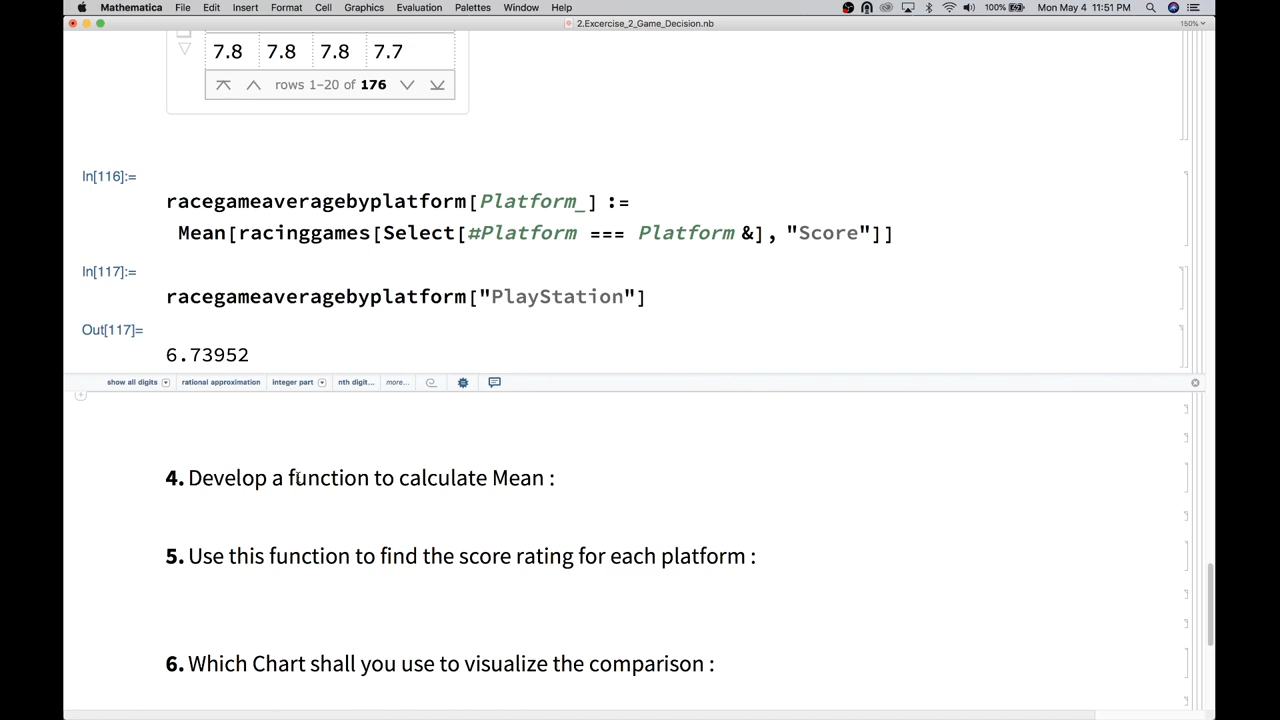 Mathematica File Edit Insert Format Cell Graphics Evaluation Palettes Window Help 100% Mon May 4 11:51 PM
2.Excercise_2_Game_Decision.nb 150%
7.8 7.8 7.8 7.7
rows 1–20 of 176
In[116]:=
racegameaveragebyplatform[Platform_] :=
Mean[racinggames[Select[#Platform === Platform &], "Score"]]
In[117]:=
racegameaveragebyplatform["PlayStation"]
Out[117]=
6.73952
show all digits rational approximation integer part nth digit... more...
4. Develop a function to calculate Mean :
5. Use this function to find the score rating for each platform :
6. Which Chart shall you use to visualize the comparison :